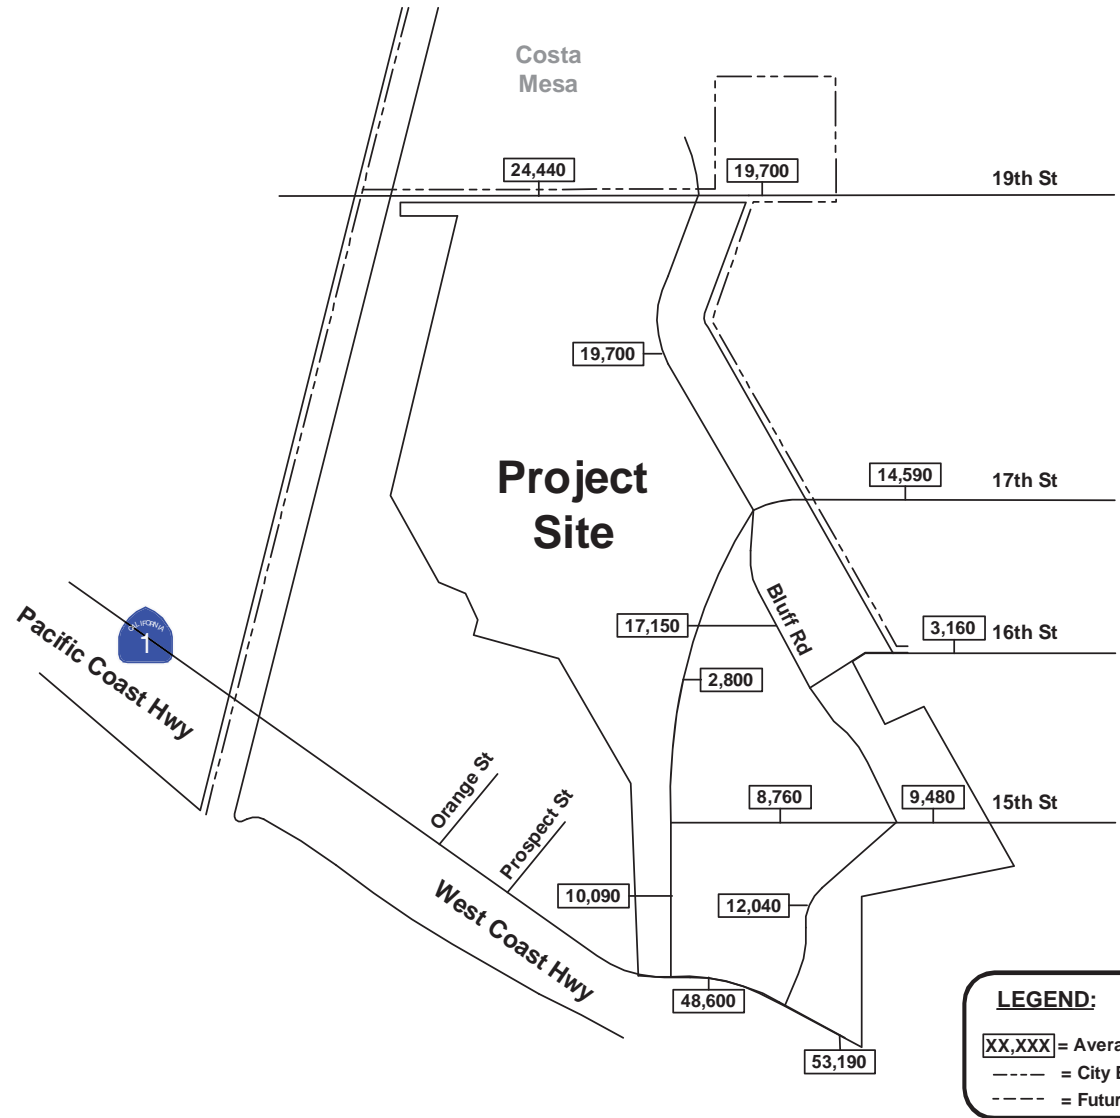 Costa
Mesa
24,440
19,700
19th St
19,700
Project
Site
14,590
17th St
Bluff Rd
17,150
3,160
16th St
2,800
CALIFORNIA
1
Pacific Coast Hwy
Orange St
Prospect St
8,760
9,480
15th St
10,090
12,040
West Coast Hwy
48,600
53,190
LEGEND:
XX,XXX = Avera
= City
= Futur